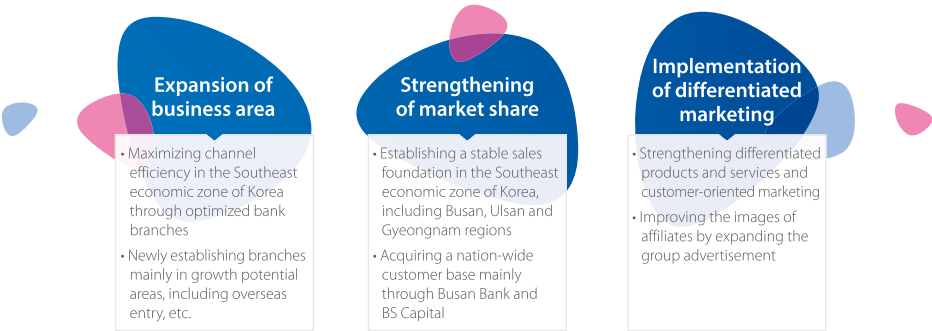 Expansion of
business area
• Maximizing channel
efficiency in the Southeast
economic zone of Korea
through optimized bank
branches
• Newly establishing branches
mainly in growth potential
areas, including overseas
entry, etc.
Strengthening
of market share
• Establishing a stable sales
foundation in the Southeast
economic zone of Korea,
including Busan, Ulsan and
Gyeongnam regions
• Acquiring a nation-wide
customer base mainly
through Busan Bank and
BS Capital
Implementation
of differentiated
marketing
• Strengthening differentiated
products and services and
customer-oriented marketing
• Improving the images of
affiliates by expanding the
group advertisement